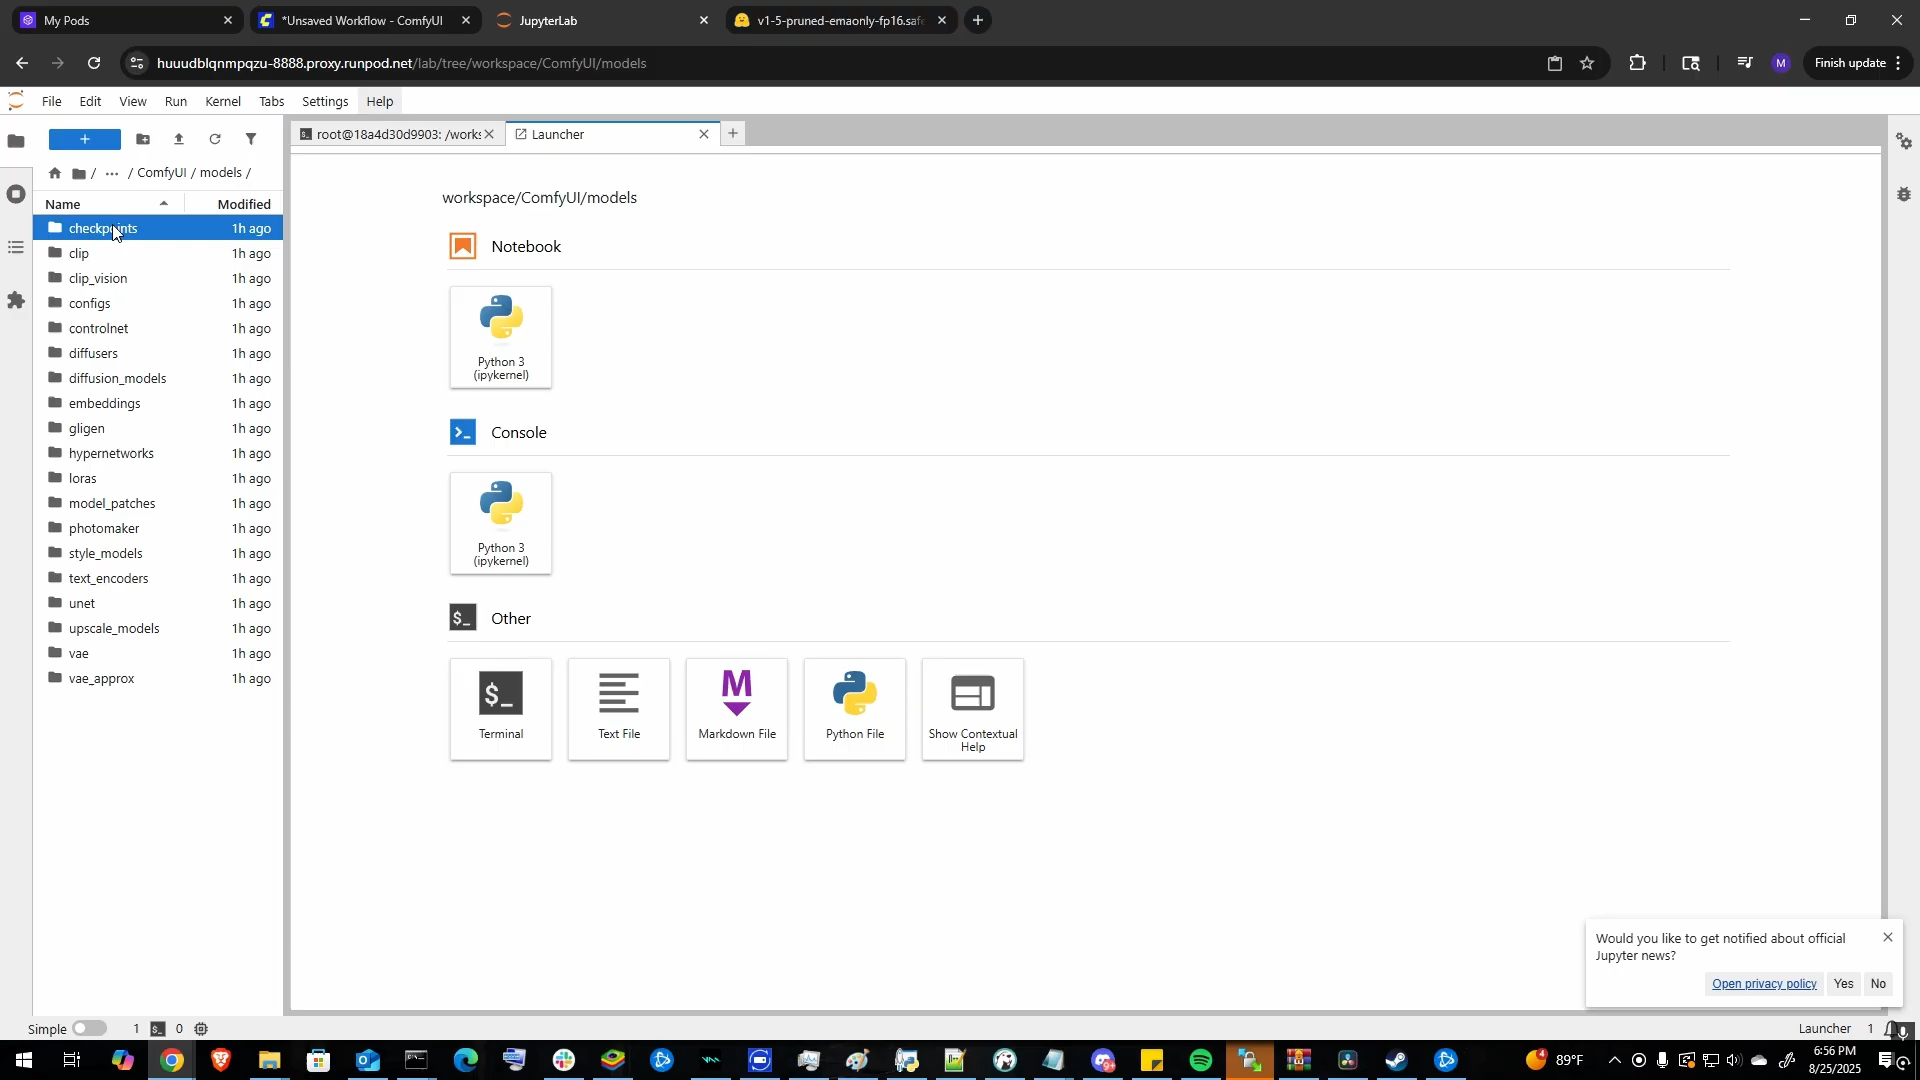 My Pods
*Unsaved Workflow - ComfyUI
JupyterLab
v1-5-pruned-emaonly-fp16.safe
huuudblqnmpqzu-8888.proxy.runpod.net/lab/tree/workspace/ComfyUI/models
M
Finish update
File
Edit
View
Run
Kernel
Tabs
Settings
Help
root@18a4d30d9903: /works
Launcher
/ ··· / ComfyUI / models /
Name
Modified
checkpoints 1h ago
clip 1h ago
clip_vision 1h ago
configs 1h ago
controlnet 1h ago
diffusers 1h ago
diffusion_models 1h ago
embeddings 1h ago
gligen 1h ago
hypernetworks 1h ago
loras 1h ago
model_patches 1h ago
photomaker 1h ago
style_models 1h ago
text_encoders 1h ago
unet 1h ago
upscale_models 1h ago
vae 1h ago
vae_approx 1h ago
workspace/ComfyUI/models
Notebook
Python 3
(ipykernel)
Console
Python 3
(ipykernel)
$_ Other
$_
Terminal
Text File
M
Markdown File
Python File
Show Contextual
Help
Would you like to get notified about official
Jupyter news?
Open privacy policy
Yes
No
Simple
1
0
Launcher
1
89°F
6:56 PM
8/25/2025